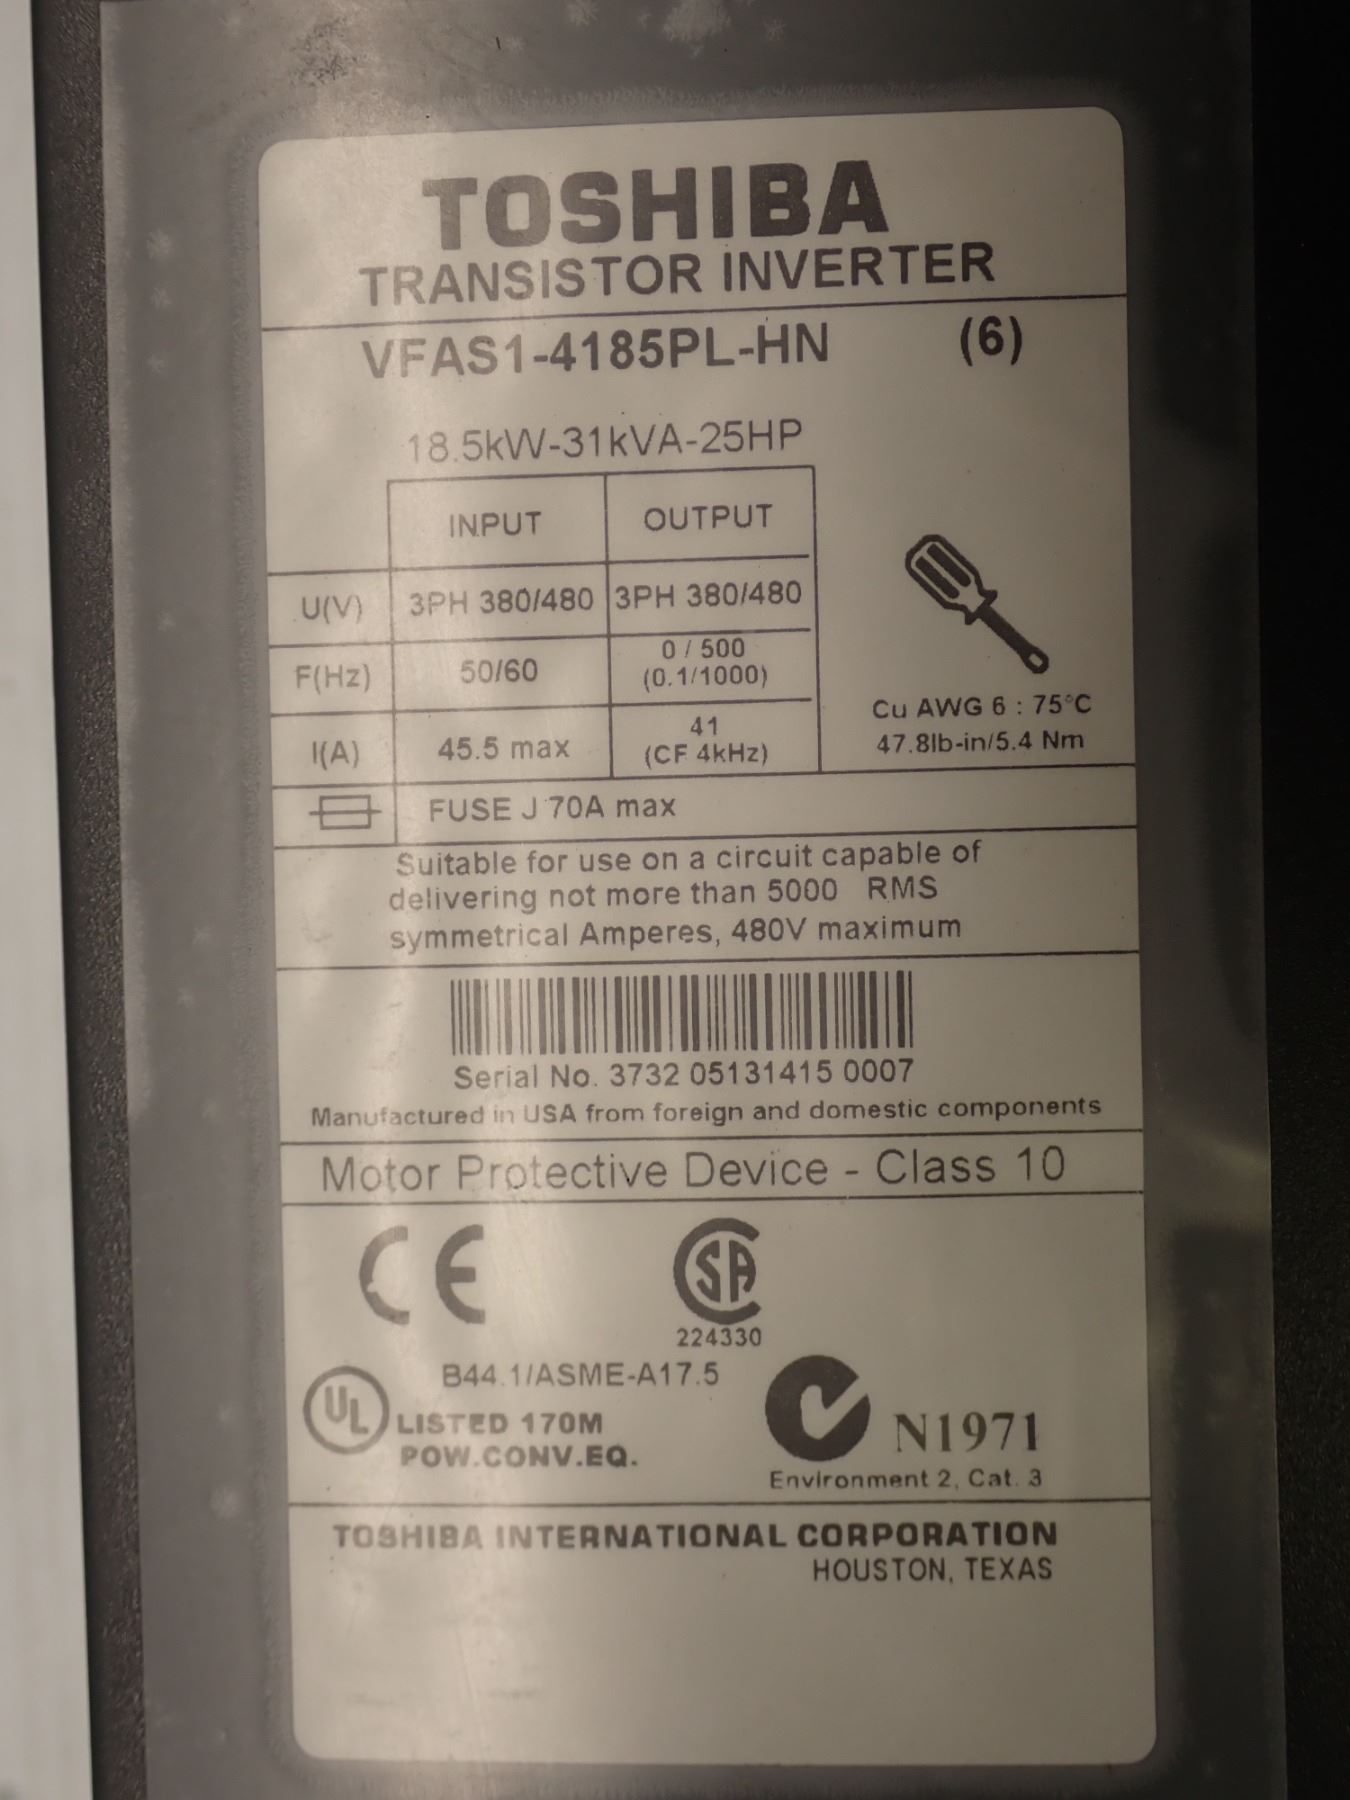 TOSHIBA
TRANSISTOR INVERTER
VFAS1-4185PL-HN (6)
18.5kW-31kVA-25HP
INPUT OUTPUT
U(V) 3PH 380/480 3PH 380/480
F(Hz) 50/60 0 / 500
(0.1/1000)
I(A) 45.5 max 41
(CF 4kHz)
Cu AWG 6 : 75°C
47.8lb-in/5.4 Nm
FUSE J 70A max
Suitable for use on a circuit capable of
delivering not more than 5000 RMS
symmetrical Amperes, 480V maximum
Serial No. 3732 05131415 0007
Manufactured in USA from foreign and domestic components
Motor Protective Device - Class 10
CE SA
224330
B44.1/ASME-A17.5
UL LISTED 170M
POW.CONV.EQ.
N1971
Environment 2, Cat. 3
TOSHIBA INTERNATIONAL CORPORATION
HOUSTON, TEXAS